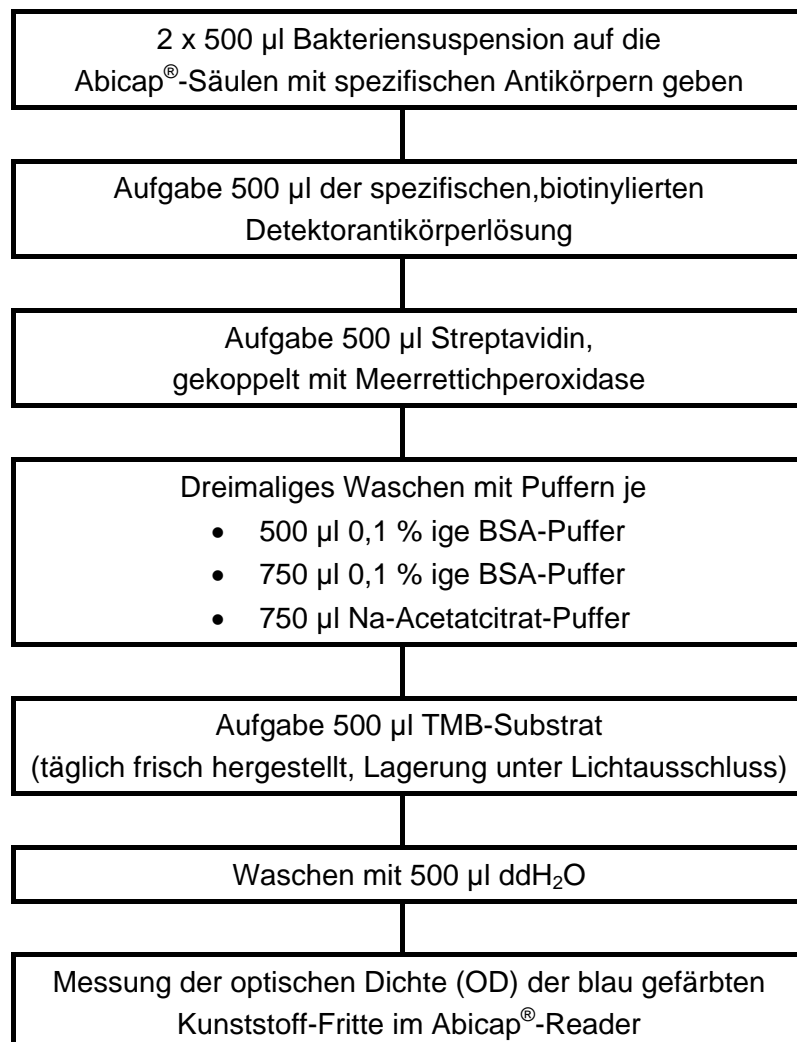 2 x 500 µl Bakteriensuspension auf die
Abicap®-Säulen mit spezifischen Antikörpern geben
Aufgabe 500 µl der spezifischen,biotinylierten
Detektorantikörperlösung
Aufgabe 500 µl Streptavidin,
gekoppelt mit Meerrettichperoxidase
Dreimaliges Waschen mit Puffern je
• 500 µl 0,1 % ige BSA-Puffer
• 750 µl 0,1 % ige BSA-Puffer
• 750 µl Na-Acetatcitrat-Puffer
Aufgabe 500 µl TMB-Substrat
(täglich frisch hergestellt, Lagerung unter Lichtausschluss)
Waschen mit 500 µl ddH₂O
Messung der optischen Dichte (OD) der blau gefärbten
Kunststoff-Fritte im Abicap®-Reader